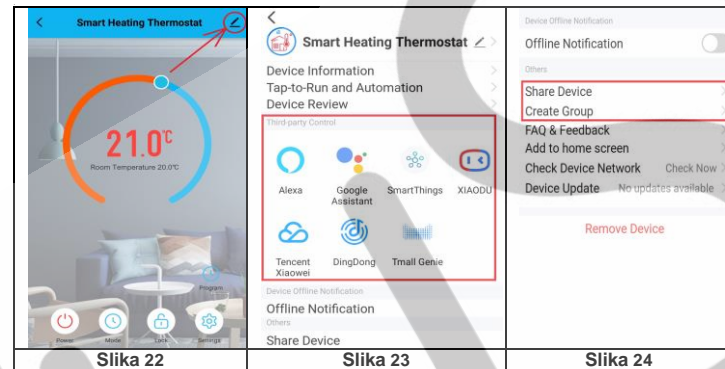 Smart Heating Thermostat
21.0°C
Room Temperature 20.0°C
Program
Power Mode Lock Settings
Slika 22
Smart Heating Thermostat
Device Information
Tap-to-Run and Automation
Device Review
Third-party Control
Alexa Google Assistant SmartThings XIAODU
Tencent Xiaowei DingDong Tmall Genie
Device Offline Notification
Offline Notification
Others
Share Device
Slika 23
Device Offline Notification
Offline Notification
Others
Share Device
Create Group
FAQ & Feedback
Add to home screen
Check Device Network Check Now
Device Update No updates available
Remove Device
Slika 24